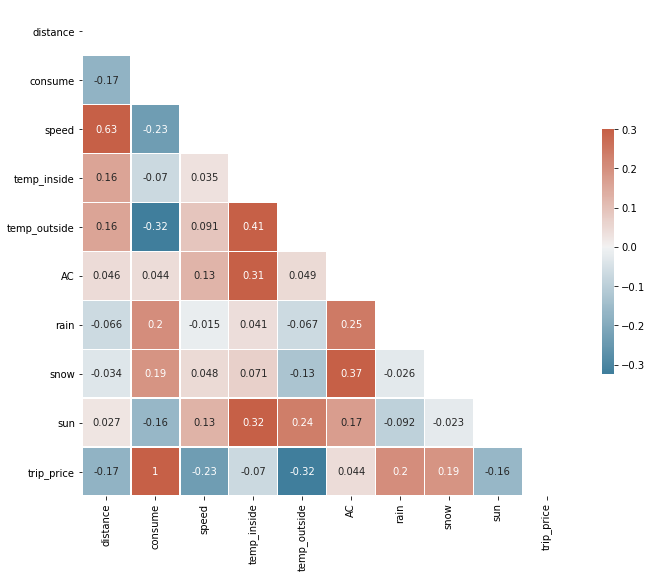 distance
consume -0.17
speed 0.63 -0.23
temp_inside 0.16 -0.07 0.035
temp_outside 0.16 -0.32 0.091 0.41
AC 0.046 0.044 0.13 0.31 0.049
rain -0.066 0.2 -0.015 0.041 -0.067 0.25
snow -0.034 0.19 0.048 0.071 -0.13 0.37 -0.026
sun 0.027 -0.16 0.13 0.32 0.24 0.17 -0.092 -0.023
trip_price -0.17 1 -0.23 -0.07 -0.32 0.044 0.2 0.19 -0.16
distance consume speed temp_inside temp_outside AC rain snow sun trip_price
0.3
0.2
0.1
0.0
−0.1
−0.2
−0.3